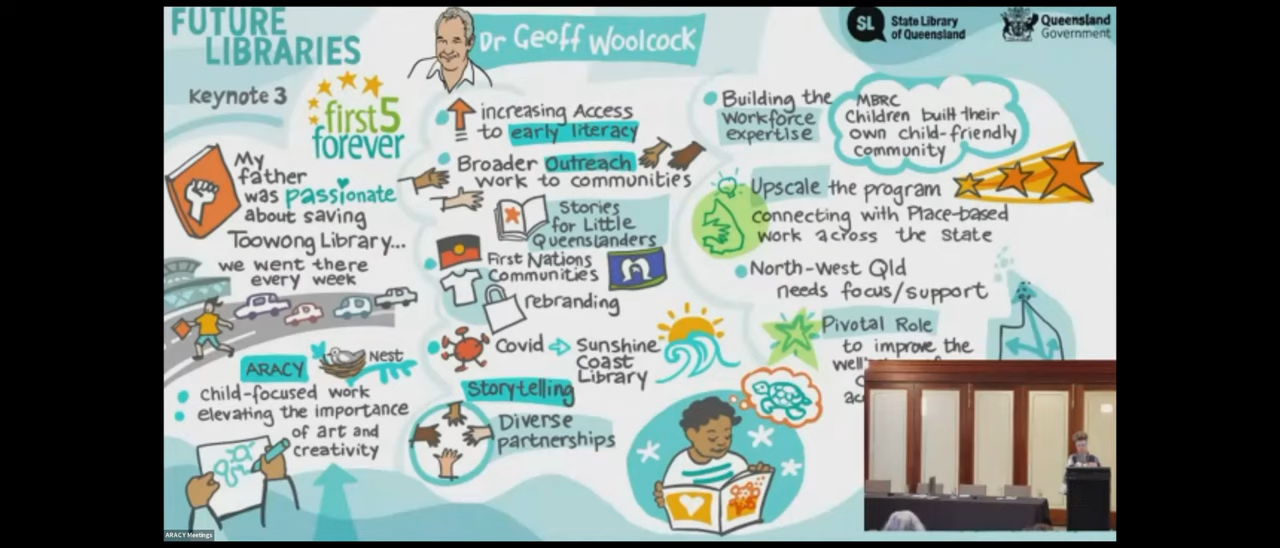 FUTURE
LIBRARIES
Keynote 3
first5
forever
My
father
was passionate
about saving
Toowong Library...
we went there
every week
ARACY
Nest
child-focused work
elevating the importance
of art and
creativity
Dr Geoff Woolcock
increasing Access
to early literacy
Broader Outreach
work to communities
Stories
for Little
Queenslanders
First Nations
Communities
rebranding
Covid
Sunshine
Coast
Library
Storytelling
Diverse
partnerships
SL
State Library
of Queensland
Queensland
Government
Building the
workforce
expertise
MBRC
Children built their
own child-friendly
community
Upscale the program
connecting with Place-based
work across the state
North-West Qld
needs focus/support
Pivotal Role
to improve the
ARACY Meetings